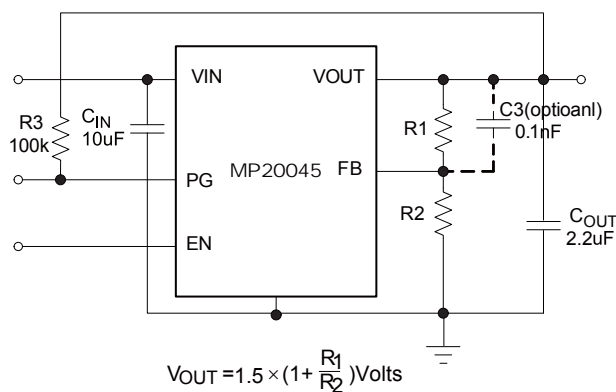 VIN
VOUT
C3(optioanl)
0.1nF
R3
100k
CIN
10uF
R1
PG
MP20045
FB
R2
COUT
2.2uF
EN
VOUT =1.5 × (1+ R1/R2)Volts